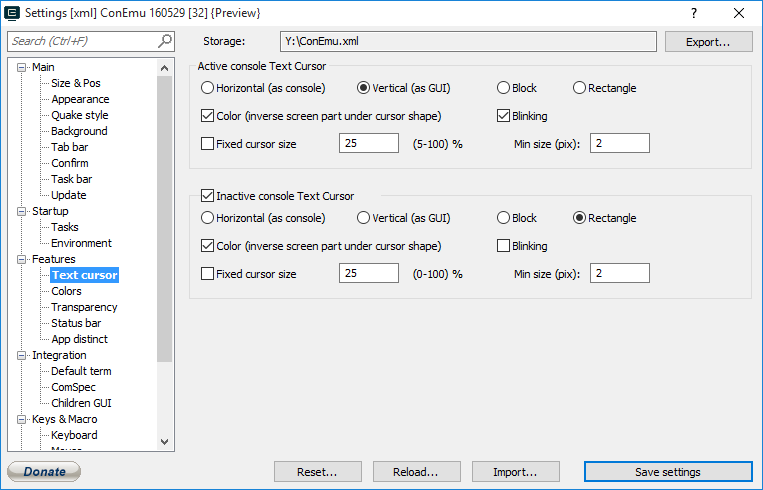 Settings [xml] ConEmu 160529 [32] {Preview}
?
Search (Ctrl+F)
Storage:
Y:\ConEmu.xml
Export...
Main
Size & Pos
Appearance
Quake style
Background
Tab bar
Confirm
Task bar
Update
Startup
Tasks
Environment
Features
Text cursor
Colors
Transparency
Status bar
App distinct
Integration
Default term
ComSpec
Children GUI
Keys & Macro
Keyboard
Mouse
Active console Text Cursor
Horizontal (as console) Vertical (as GUI) Block Rectangle
Color (inverse screen part under cursor shape) Blinking
Fixed cursor size 25 (5-100) % Min size (pix): 2
Inactive console Text Cursor
Horizontal (as console) Vertical (as GUI) Block Rectangle
Color (inverse screen part under cursor shape) Blinking
Fixed cursor size 25 (0-100) % Min size (pix): 2
Donate
Reset...
Reload...
Import...
Save settings